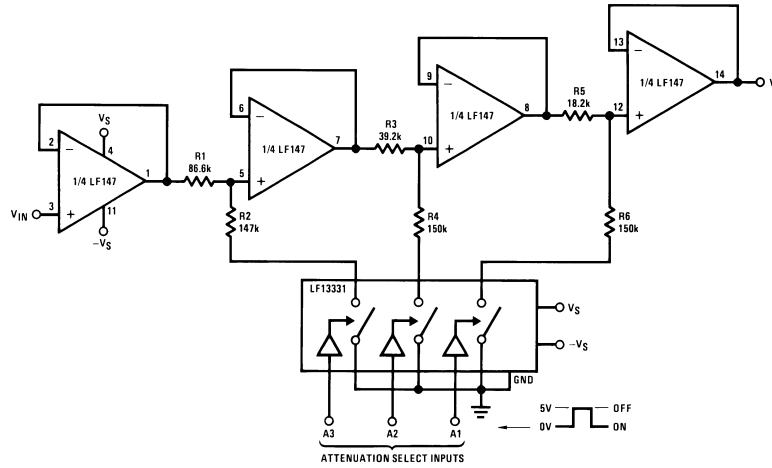 13
14
1/4 LF147
12
V
9
8
1/4 LF147
10
R5
18.2k
6
7
1/4 LF147
5
R3
39.2k
VS
4
2
1
1/4 LF147
3
11
VIN
-VS
R1
86.6k
R2
147k
R4
150k
R6
150k
LF13331
VS
-VS
GND
A3
A2
A1
5V
OFF
0V
ON
ATTENUATION SELECT INPUTS